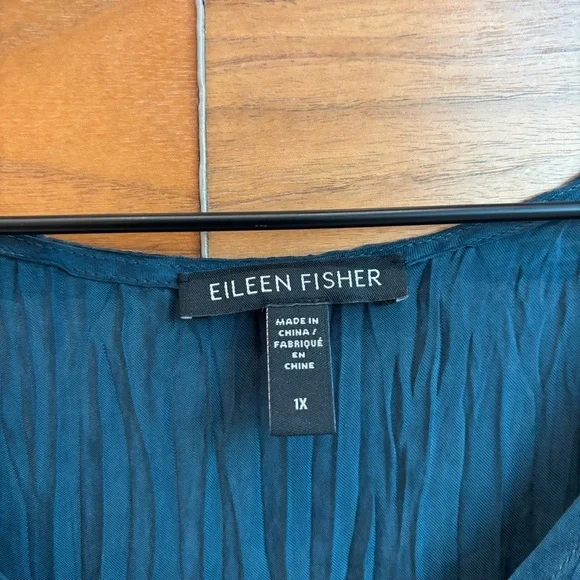 EILEEN FISHER
MADE IN
CHINA /
FABRIQUÉ
EN
CHINE
1X